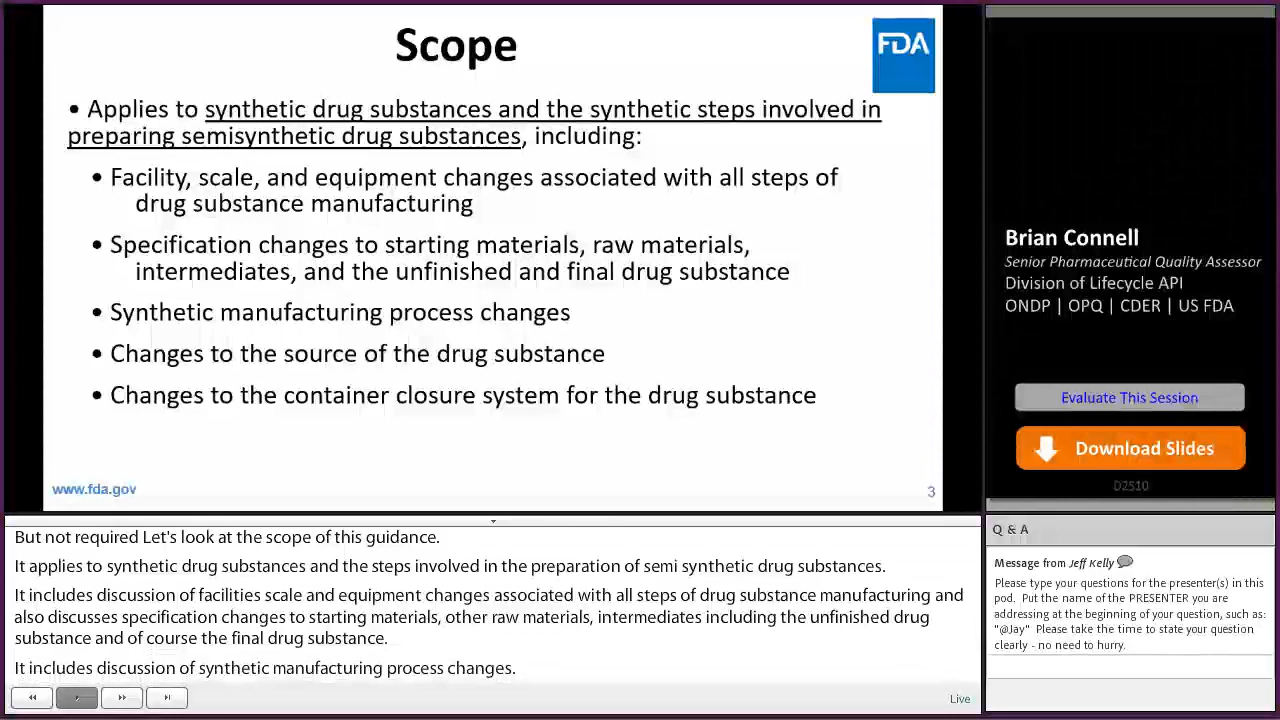 Scope
FDA
• Applies to synthetic drug substances and the synthetic steps involved in
preparing semisynthetic drug substances, including:
• Facility, scale, and equipment changes associated with all steps of
drug substance manufacturing
• Specification changes to starting materials, raw materials,
intermediates, and the unfinished and final drug substance
• Synthetic manufacturing process changes
• Changes to the source of the drug substance
• Changes to the container closure system for the drug substance
www.fda.gov
3
Brian Connell
Senior Pharmaceutical Quality Assessor
Division of Lifecycle API
ONDP | OPQ | CDER | US FDA
Evaluate This Session
Download Slides
D2S10
But not required Let's look at the scope of this guidance.
It applies to synthetic drug substances and the steps involved in the preparation of semi synthetic drug substances.
It includes discussion of facilities scale and equipment changes associated with all steps of drug substance manufacturing and
also discusses specification changes to starting materials, other raw materials, intermediates including the unfinished drug
substance and of course the final drug substance.
It includes discussion of synthetic manufacturing process changes.
Live
Q & A
Message from Jeff Kelly
Please type your questions for the presenter(s) in this
pod. Put the name of the PRESENTER you are
addressing at the beginning of your question, such as:
"@Jay" Please take the time to state your question
clearly - no need to hurry.